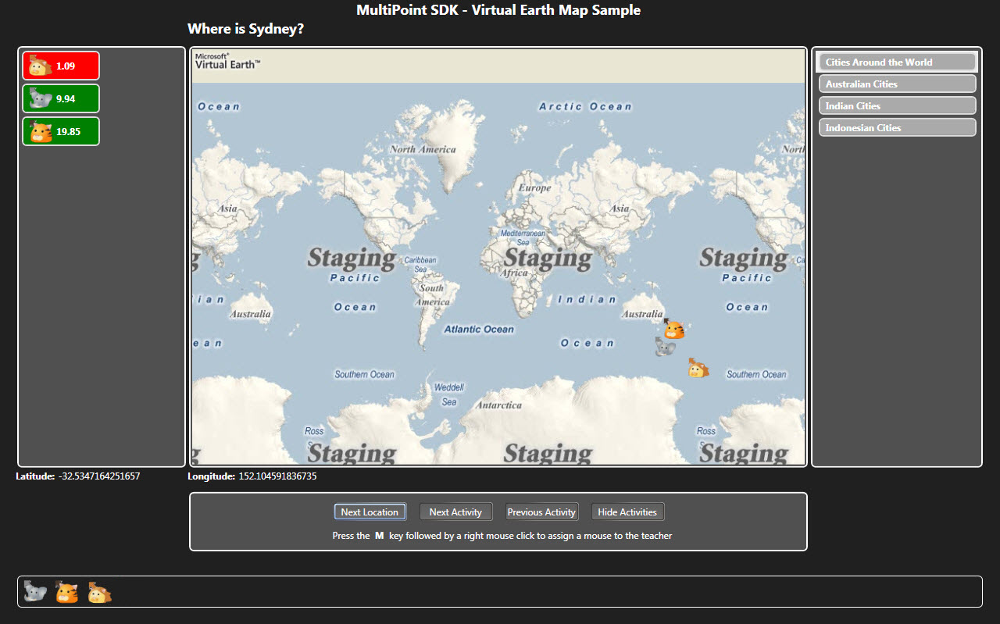 MultiPoint SDK - Virtual Earth Map Sample
Where is Sydney?
1.09
9.94
19.85
Microsoft®
Virtual Earth™
Ocean
Arctic Ocean
North America
North
Europe
Asia
Asia
Mediterranean
Sea
Staging
Staging
Staging
Caribbean
Sea
Ca
Africa
Pacific
Ocean
Pacific
Ocean
South
America
ian
Indian
Ocean
Australia
Australia
Atlantic Ocean
ean
Southern Ocean
Southern Ocean
Weddell
Sea
Antarctica
Ross
Ross
Staging
Staging
Staging
Cities Around the World
Australian Cities
Indian Cities
Indonesian Cities
Latitude: -32.5347164251657
Longitude: 152.104591836735
Next Location
Next Activity
Previous Activity
Hide Activities
Press the M key followed by a right mouse click to assign a mouse to the teacher